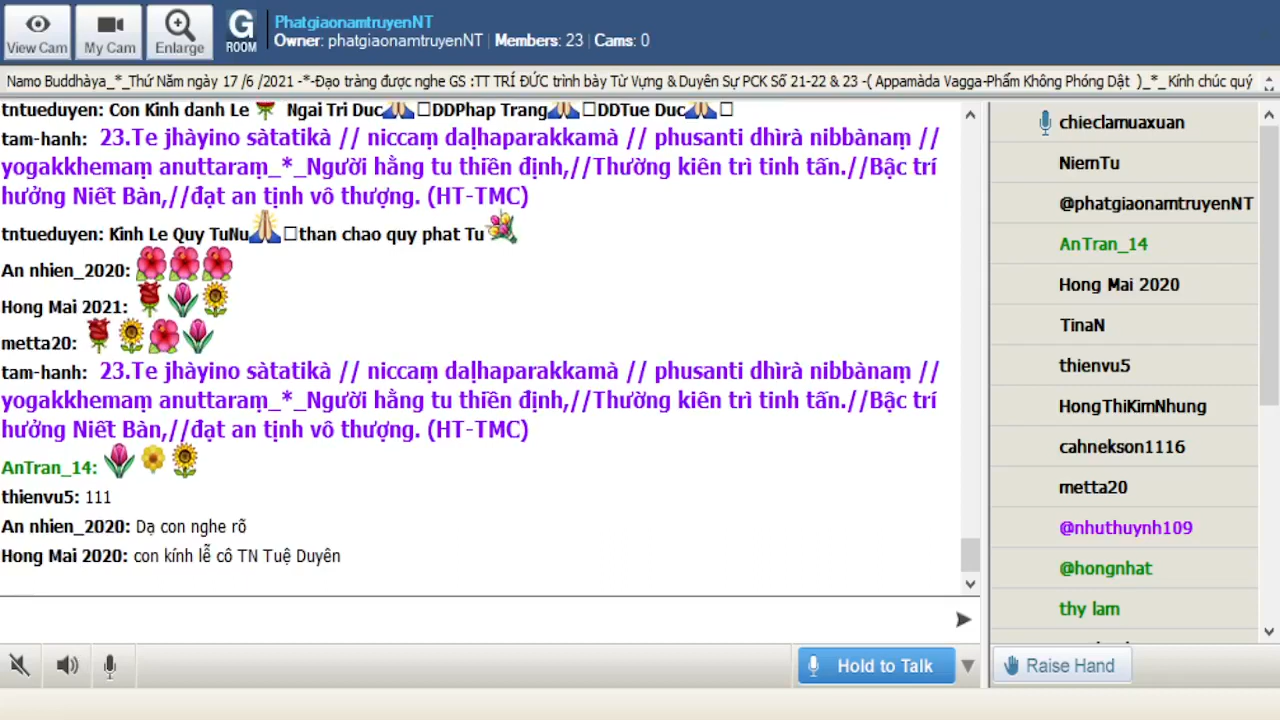 View Cam
My Cam
Enlarge
G
ROOM
PhatgiaonamtruyenNT
Owner: phatgiaonamtruyenNT | Members: 23 | Cams: 0
Namo Buddhàya_*_Thứ Năm ngày 17 /6 /2021 -*-Đạo tràng được nghe GS :TT TRÍ ĐỨC trình bày Từ Vựng & Duyên Sự PCK Số 21-22 & 23 -( Appamàda Vagga-Phẩm Không Phóng Dật )_*_ Kính chúc quý
tntueduyen: Con Kinh danh Le Ngai Tri Duc DDPhap Trang DDTue Duc
tam-hanh: 23.Te jhàyino sàtatikà // niccaṃ daḷhaparakkamà // phusanti dhìrà nibbànaṃ //
yogakkhemaṃ anuttaraṃ_*_Người hằng tu thiền định,//Thường kiên trì tinh tấn.//Bậc trí
hưởng Niết Bàn,//đạt an tịnh vô thượng. (HT-TMC)
tntueduyen: Kinh Le Quy TuNu than chao quy phat Tu
An nhien_2020:
Hong Mai 2021:
metta20:
tam-hanh: 23.Te jhàyino sàtatikà // niccaṃ daḷhaparakkamà // phusanti dhìrà nibbànaṃ //
yogakkhemaṃ anuttaraṃ_*_Người hằng tu thiền định,//Thường kiên trì tinh tấn.//Bậc trí
hưởng Niết Bàn,//đạt an tịnh vô thượng. (HT-TMC)
AnTran_14:
thienvu5: 111
An nhien_2020: Dạ con nghe rõ
Hong Mai 2020: con kính lễ cô TN Tuệ Duyên
chieclamuaxuan
NiemTu
@phatgiaonamtruyenNT
AnTran_14
Hong Mai 2020
TinaN
thienvu5
HongThiKimNhung
cahnekson1116
metta20
@nhuthuynh109
@hongnhat
thy lam
Hold to Talk
Raise Hand